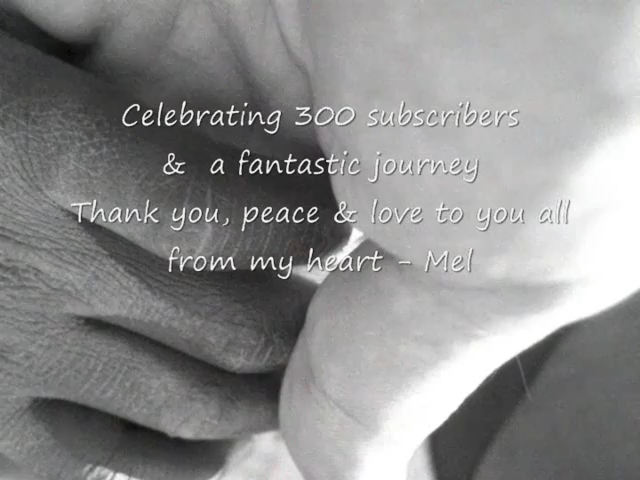 Celebrating 300 subscribers
& a fantastic journey
Thank you, peace & love to you all
from my heart - Mel